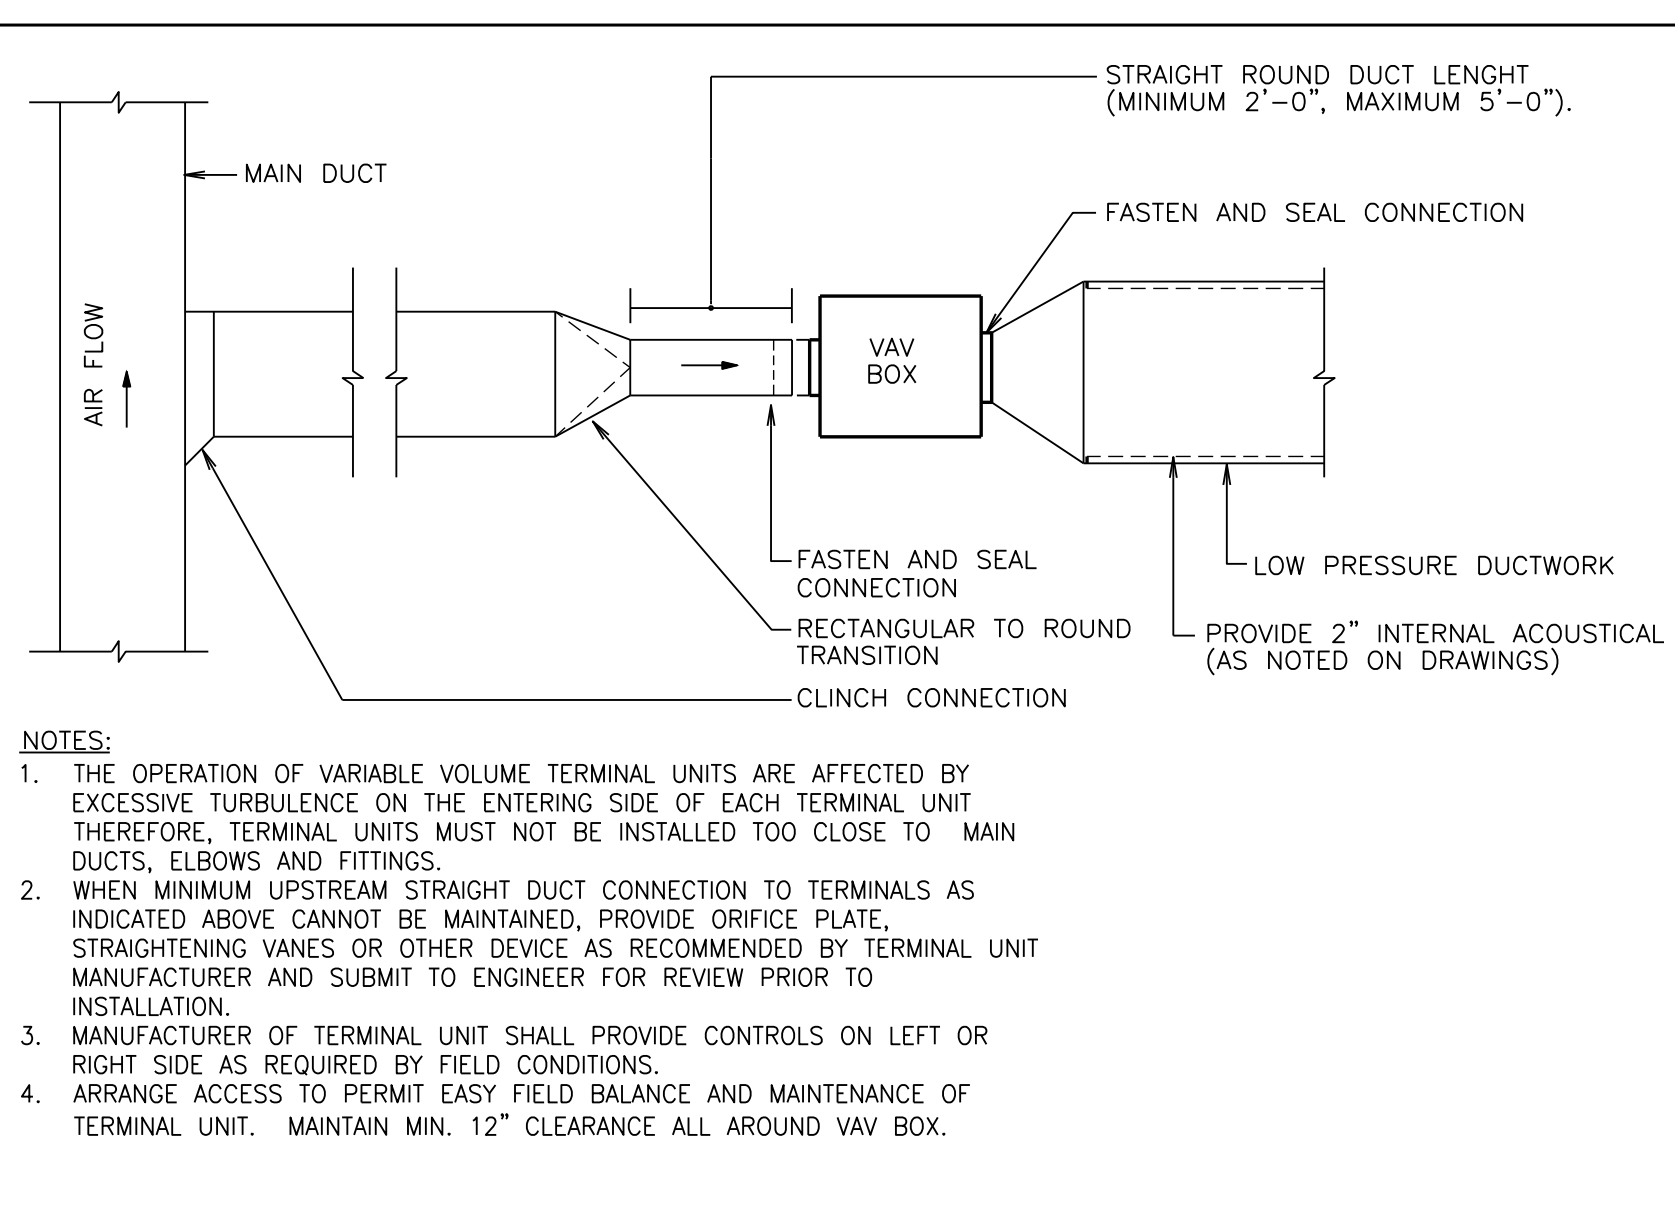 STRAIGHT ROUND DUCT LENGHT
(MINIMUM 2'-0", MAXIMUM 5'-0").
MAIN DUCT
FASTEN AND SEAL CONNECTION
AIR FLOW
VAV
BOX
FASTEN AND SEAL
CONNECTION
LOW PRESSURE DUCTWORK
RECTANGULAR TO ROUND
TRANSITION
PROVIDE 2" INTERNAL ACOUSTICAL
(AS NOTED ON DRAWINGS)
CLINCH CONNECTION
NOTES:
1. THE OPERATION OF VARIABLE VOLUME TERMINAL UNITS ARE AFFECTED BY
EXCESSIVE TURBULENCE ON THE ENTERING SIDE OF EACH TERMINAL UNIT
THEREFORE, TERMINAL UNITS MUST NOT BE INSTALLED TOO CLOSE TO MAIN
DUCTS, ELBOWS AND FITTINGS.
2. WHEN MINIMUM UPSTREAM STRAIGHT DUCT CONNECTION TO TERMINALS AS
INDICATED ABOVE CANNOT BE MAINTAINED, PROVIDE ORIFICE PLATE,
STRAIGHTENING VANES OR OTHER DEVICE AS RECOMMENDED BY TERMINAL UNIT
MANUFACTURER AND SUBMIT TO ENGINEER FOR REVIEW PRIOR TO
INSTALLATION.
3. MANUFACTURER OF TERMINAL UNIT SHALL PROVIDE CONTROLS ON LEFT OR
RIGHT SIDE AS REQUIRED BY FIELD CONDITIONS.
4. ARRANGE ACCESS TO PERMIT EASY FIELD BALANCE AND MAINTENANCE OF
TERMINAL UNIT. MAINTAIN MIN. 12" CLEARANCE ALL AROUND VAV BOX.